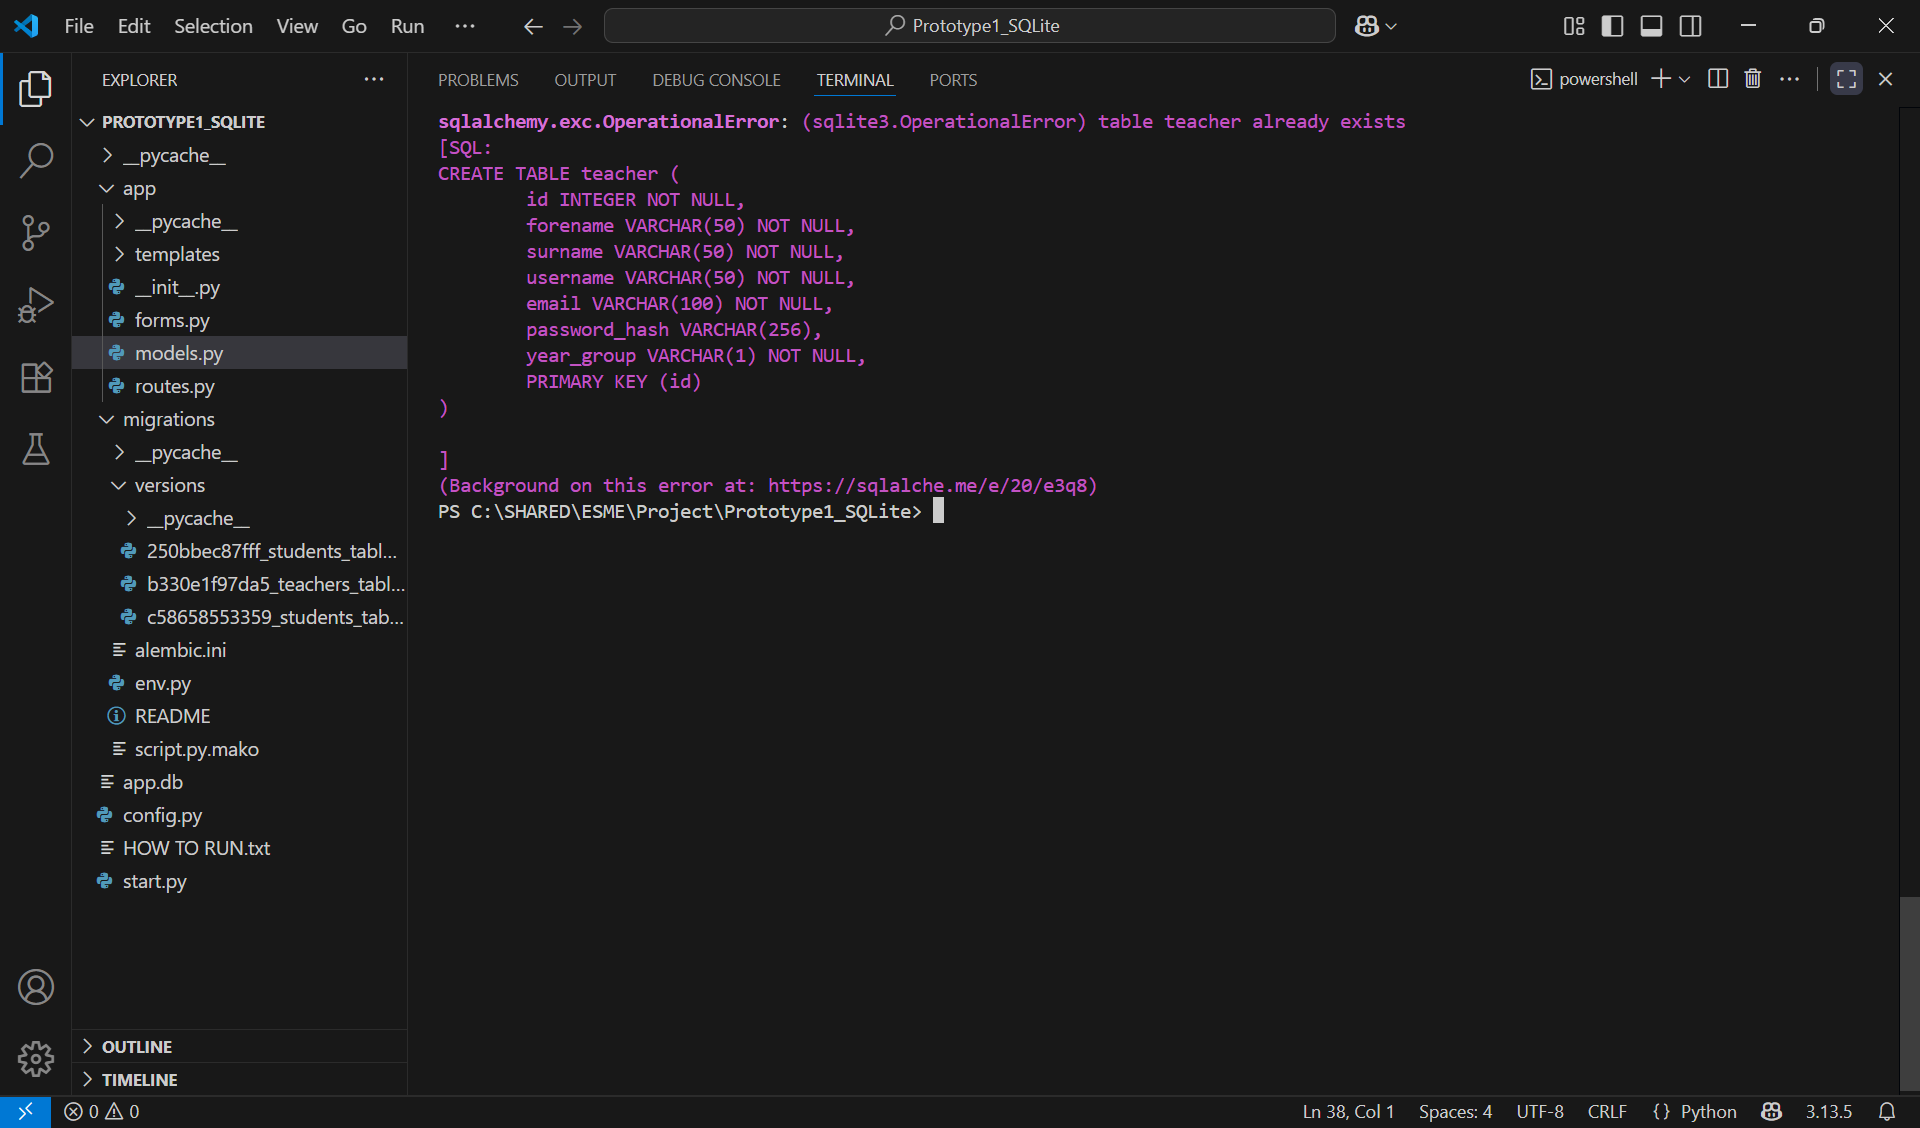 File Edit Selection View Go Run ··· Prototype1_SQLite
EXPLORER ···
PROTOTYPE1_SQLITE
__pycache__
app
__pycache__
templates
__init__.py
forms.py
models.py
routes.py
migrations
__pycache__
versions
__pycache__
250bbec87fff_students_tabl...
b330e1f97da5_teachers_tabl...
c58658553359_students_tab...
alembic.ini
env.py
README
script.py.mako
app.db
config.py
HOW TO RUN.txt
start.py
OUTLINE
TIMELINE
PROBLEMS OUTPUT DEBUG CONSOLE TERMINAL PORTS powershell
sqlalchemy.exc.OperationalError: (sqlite3.OperationalError) table teacher already exists
[SQL:
CREATE TABLE teacher (
id INTEGER NOT NULL,
forename VARCHAR(50) NOT NULL,
surname VARCHAR(50) NOT NULL,
username VARCHAR(50) NOT NULL,
email VARCHAR(100) NOT NULL,
password_hash VARCHAR(256),
year_group VARCHAR(1) NOT NULL,
PRIMARY KEY (id)
)
]
(Background on this error at: https://sqlalche.me/e/20/e3q8)
PS C:\SHARED\ESME\Project\Prototype1_SQLite>
0 0 Ln 38, Col 1 Spaces: 4 UTF-8 CRLF {} Python 3.13.5